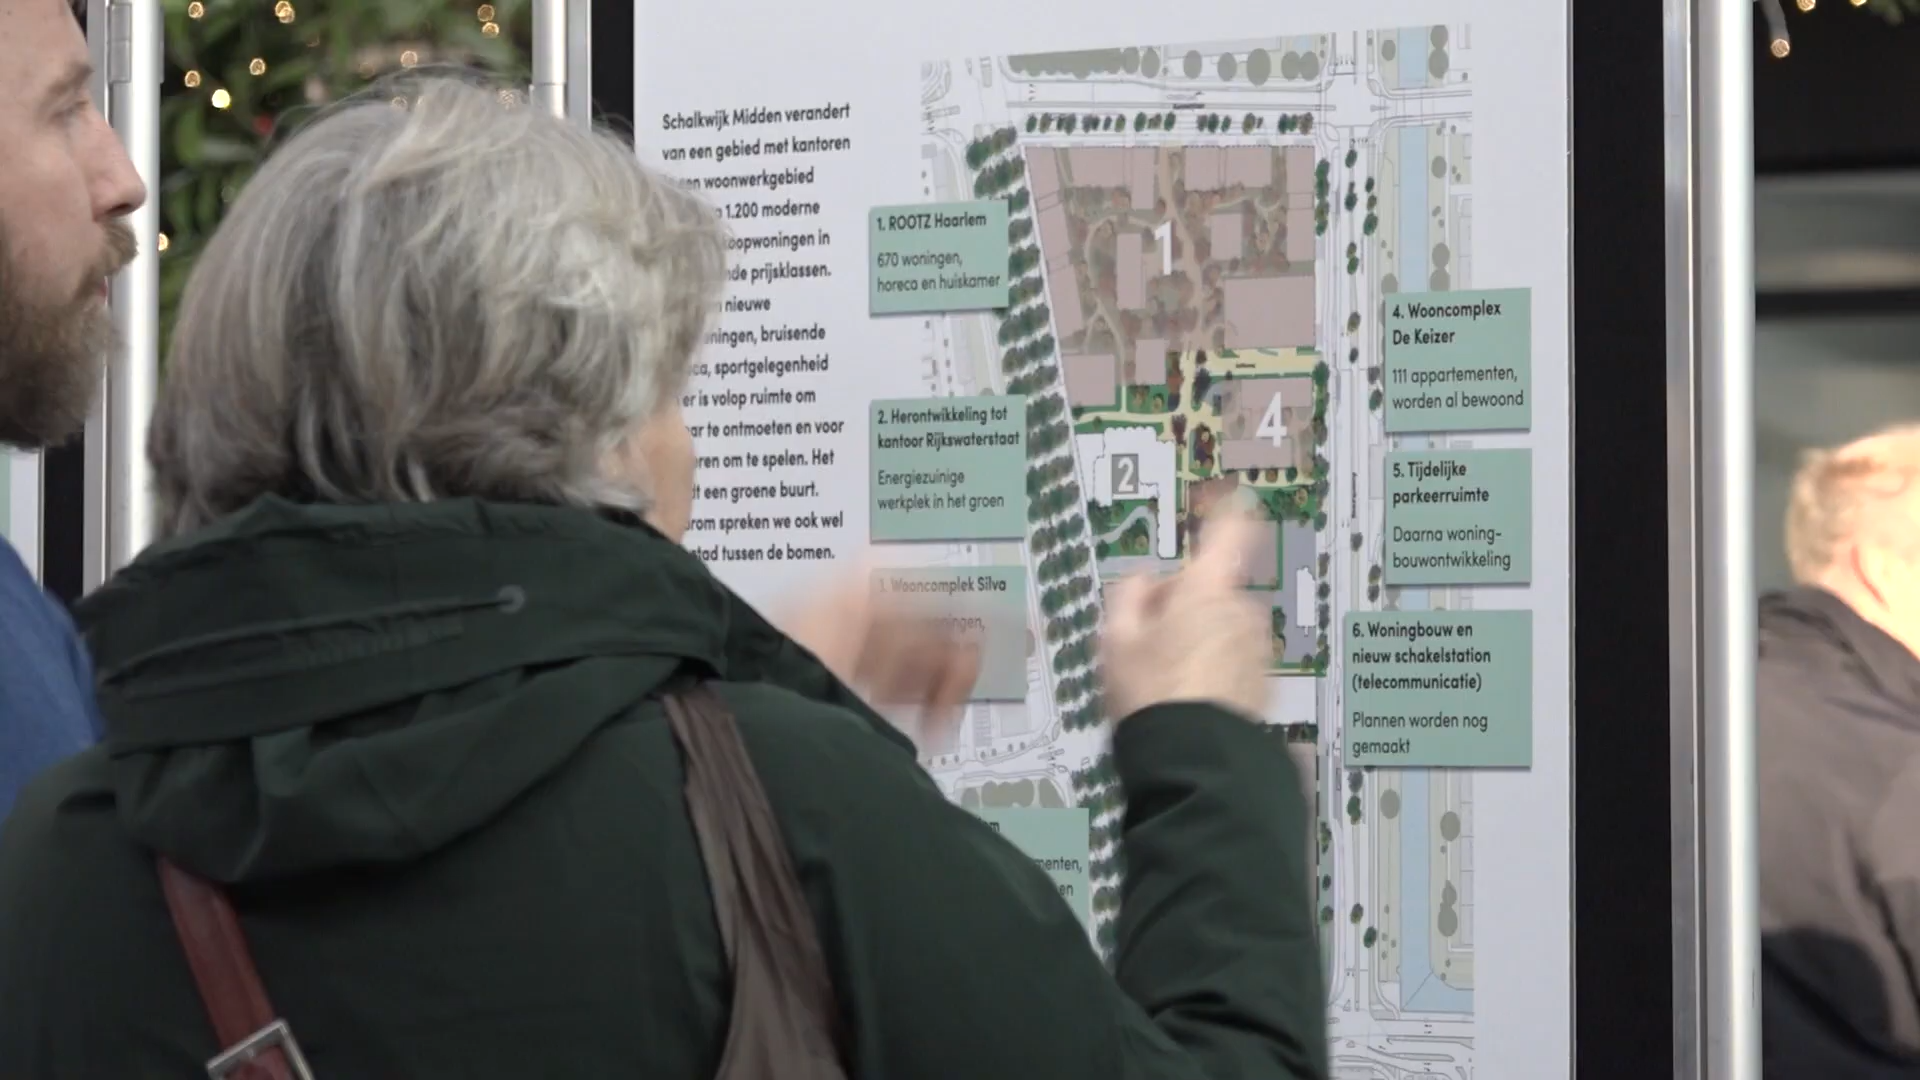 Schalkwijk Midden verandert
van een gebied met kantoren
woonwerkgebied
1.200 moderne
koopwoningen in
prijsklassen.
nieuwe
bruisende
sportgelegenheid
er is volop ruimte om
te ontmoeten en voor
om te spelen. Het
een groene buurt.
spreken we ook wel
tussen de bomen.
1. ROOTZ Haarlem
670 woningen,
horeca en huiskamer
2. Herontwikkeling tot
kantoor Rijkswaterstaat
Energiezuinige
werkplek in het groen
Wooncomplek Silva
en
1
2
4
4. Wooncomplex
De Keizer
111 appartementen,
worden al bewoond
5. Tijdelijke
parkeerruimte
Daarna woning-
bouwontwikkeling
6. Woningbouw en
nieuw schakelstation
(telecommunicatie)
Plannen worden nog
gemaakt